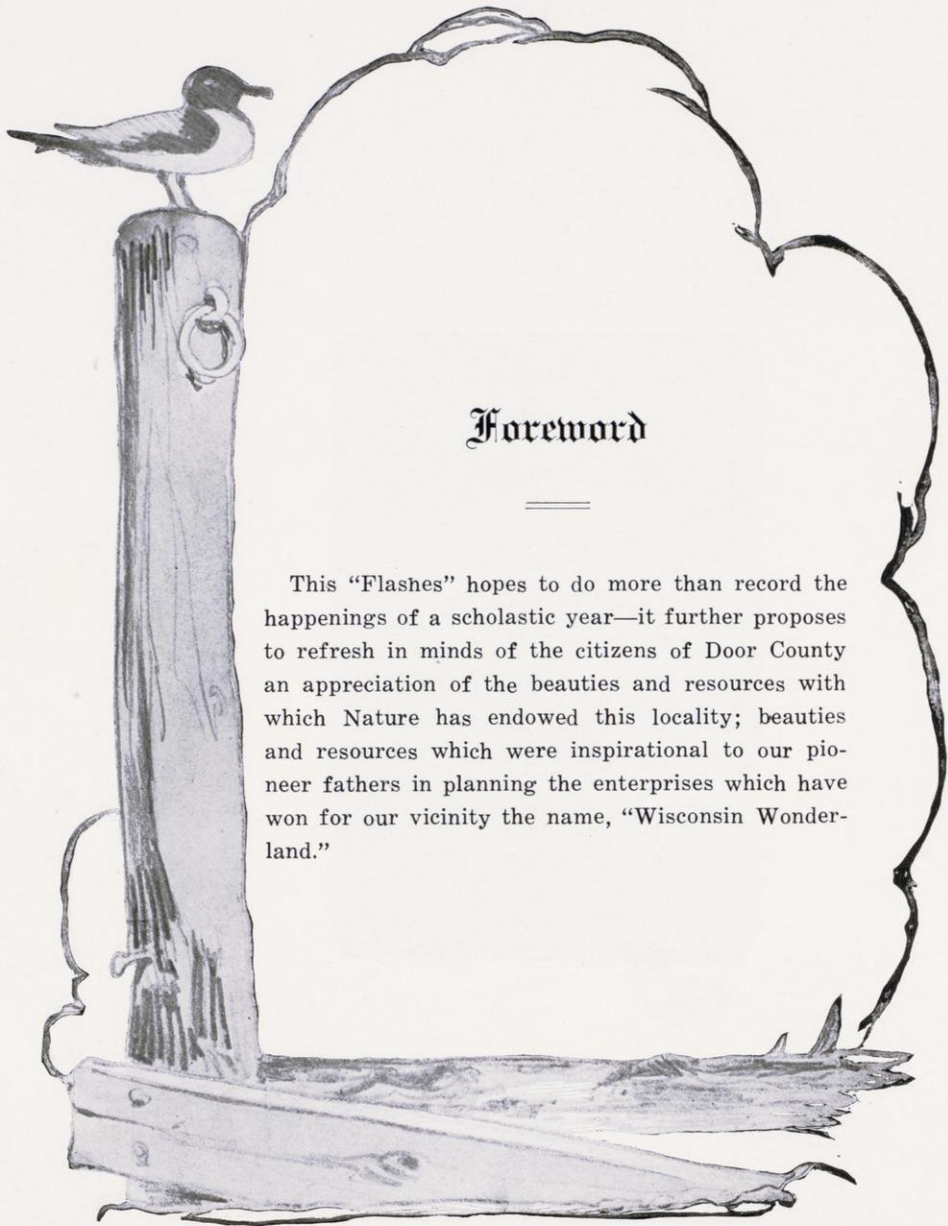 Foreword
This “Flashes” hopes to do more than record the
happenings of a scholastic year—it further proposes
to refresh in minds of the citizens of Door County
an appreciation of the beauties and resources with
which Nature has endowed this locality; beauties
and resources which were inspirational to our pio-
neer fathers in planning the enterprises which have
won for our vicinity the name, “Wisconsin Wonder-
land.”